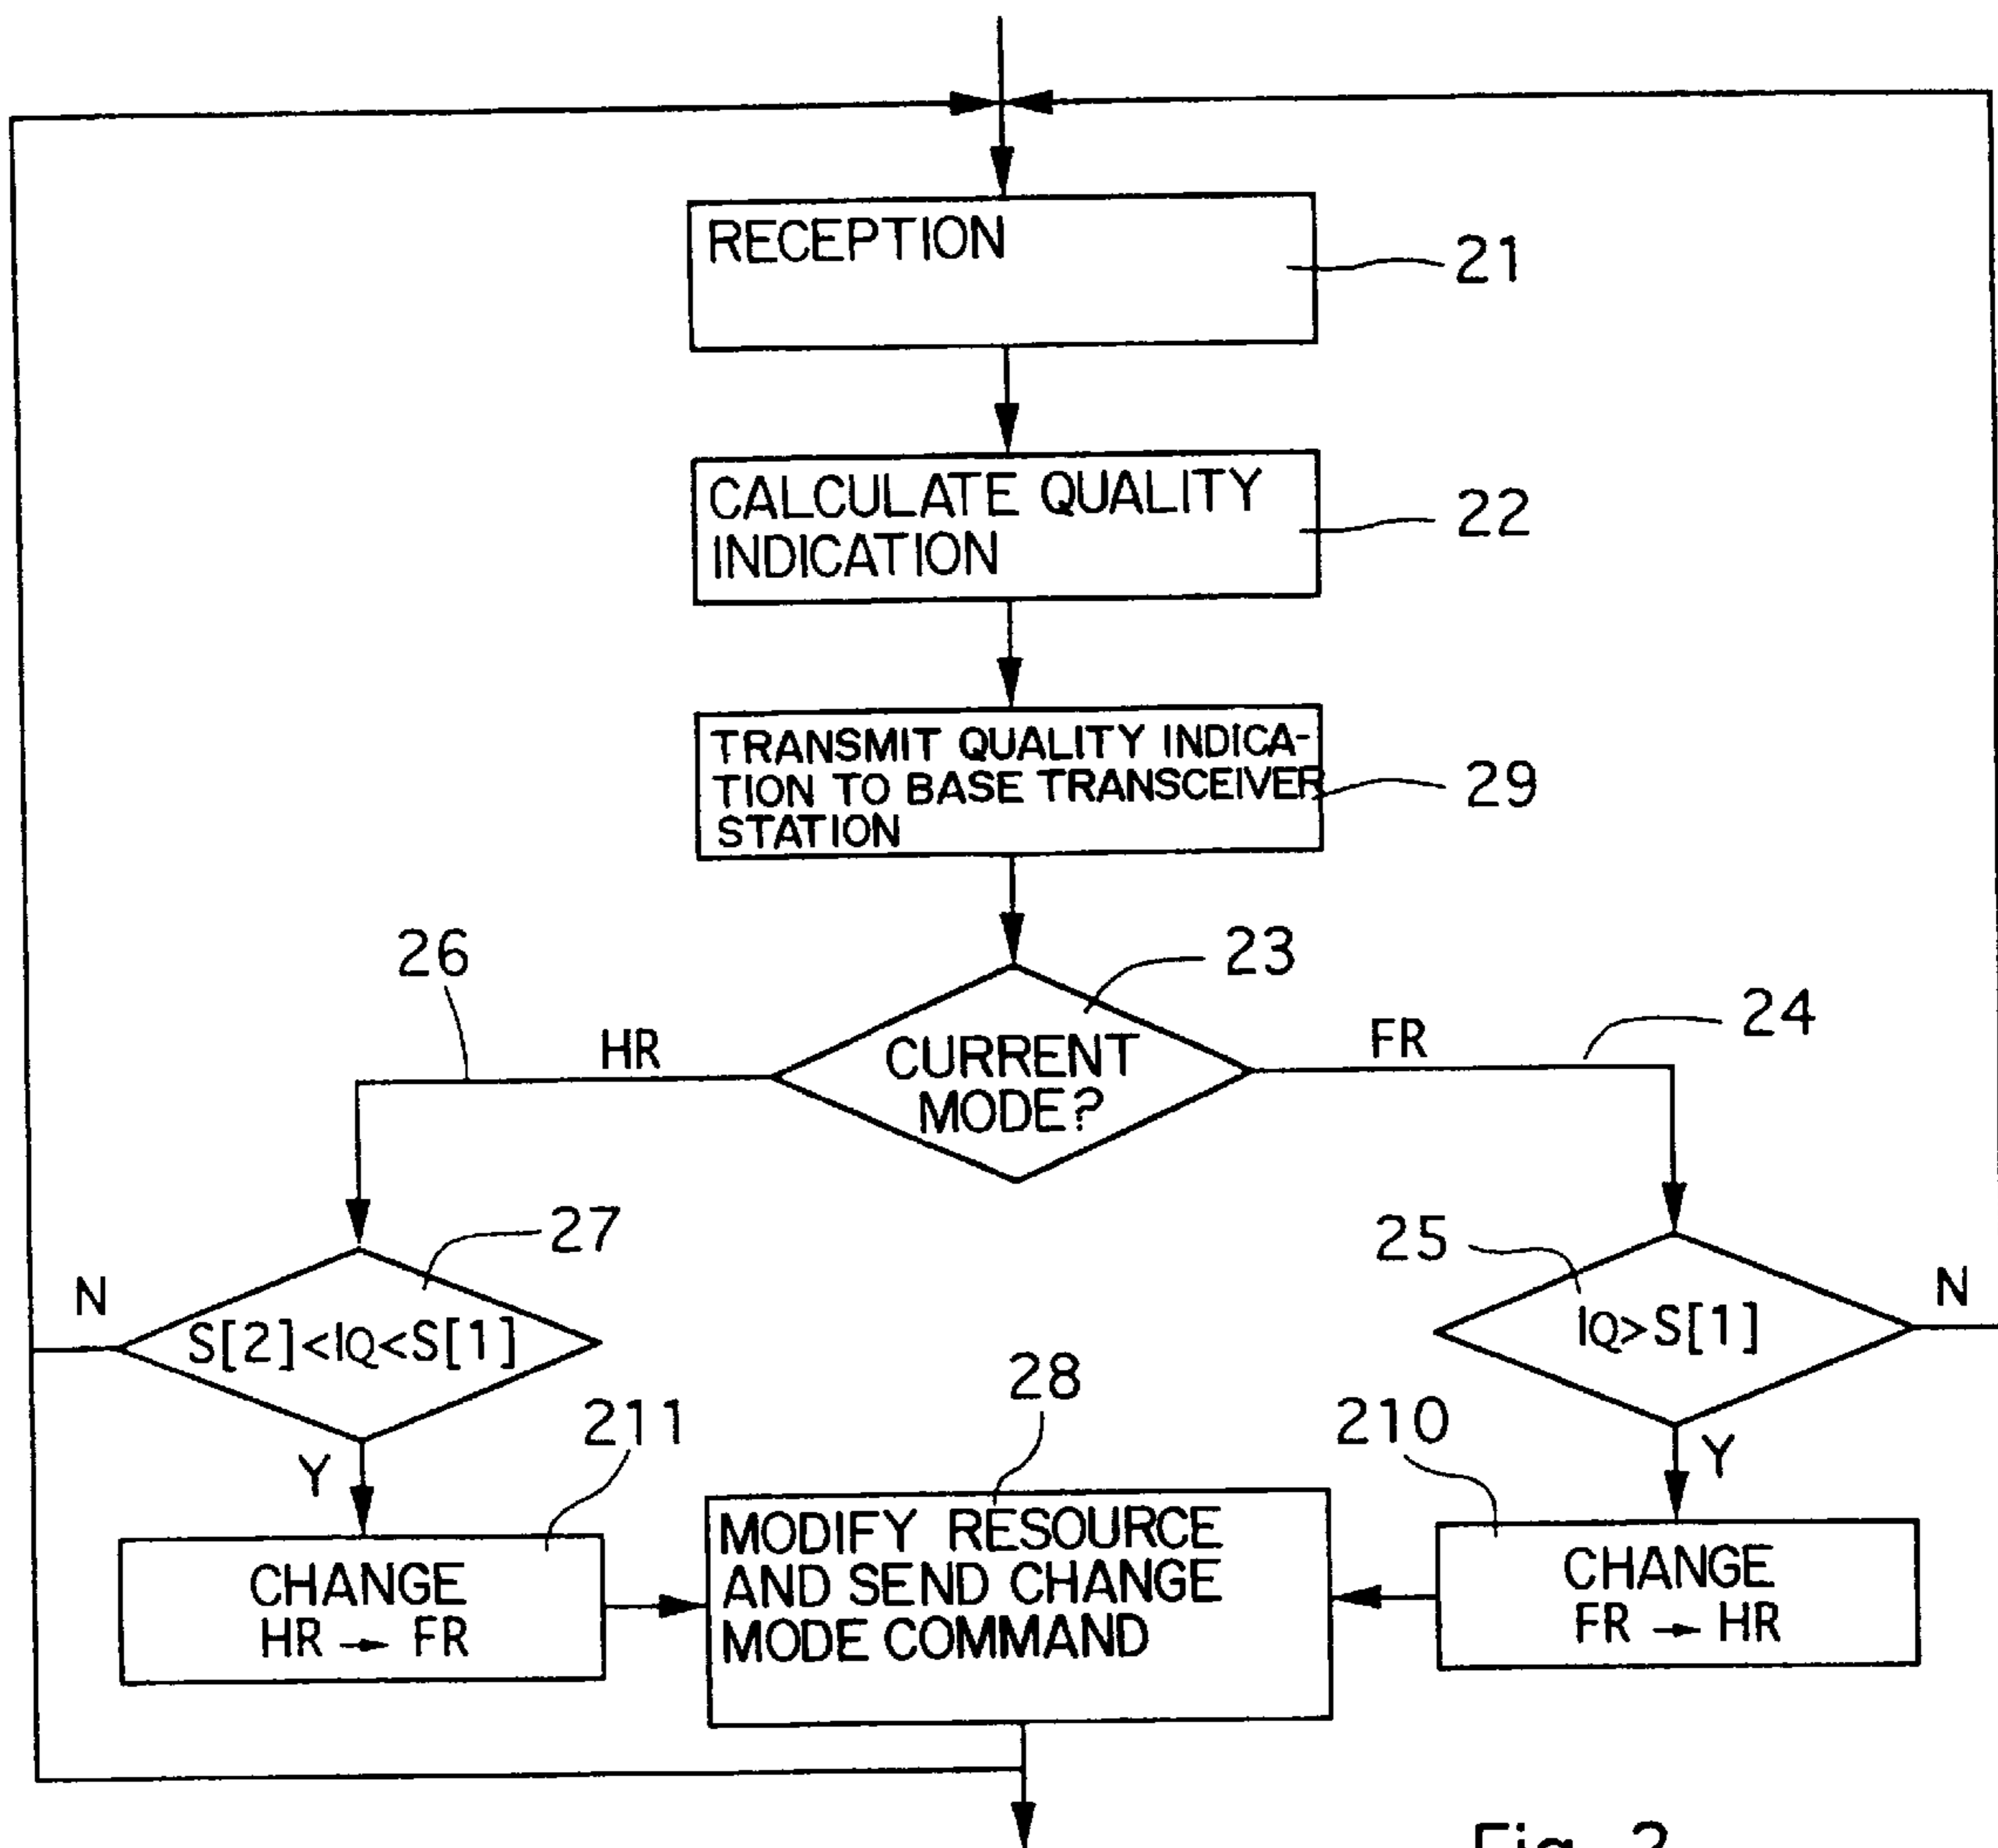 RECEPTION
21
CALCULATE QUALITY
INDICATION
22
TRANSMIT QUALITY INDICA-
TION TO BASE TRANSCEIVER
STATION
29
26
23
24
HR
CURRENT
MODE?
FR
27
25
N
S[2]<IQ<S[1]
IQ>S[1]
N
28
211
210
Y
Y
MODIFY RESOURCE
AND SEND CHANGE
MODE COMMAND
CHANGE
HR → FR
CHANGE
FR → HR